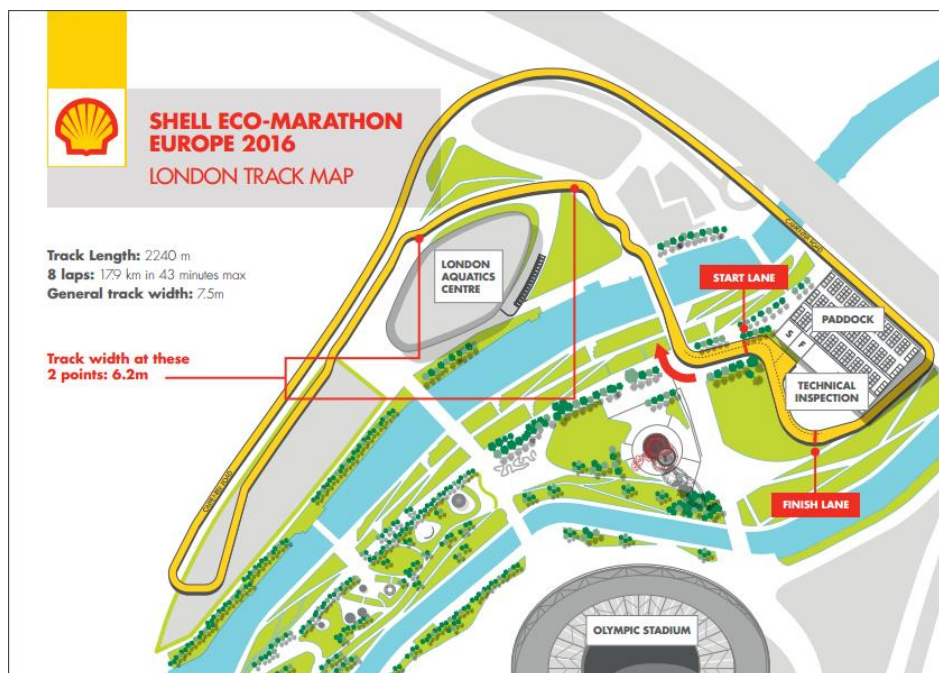 SHELL ECO-MARATHON
EUROPE 2016
LONDON TRACK MAP
Track Length: 2240 m
8 laps: 17.9 km in 43 minutes max
General track width: 7.5m
Track width at these
2 points: 6.2m
LONDON
AQUATICS
CENTRE
CARPENTER ROAD
START LANE
PADDOCK
S F
TECHNICAL
INSPECTION
FINISH LANE
OLYMPIC STADIUM